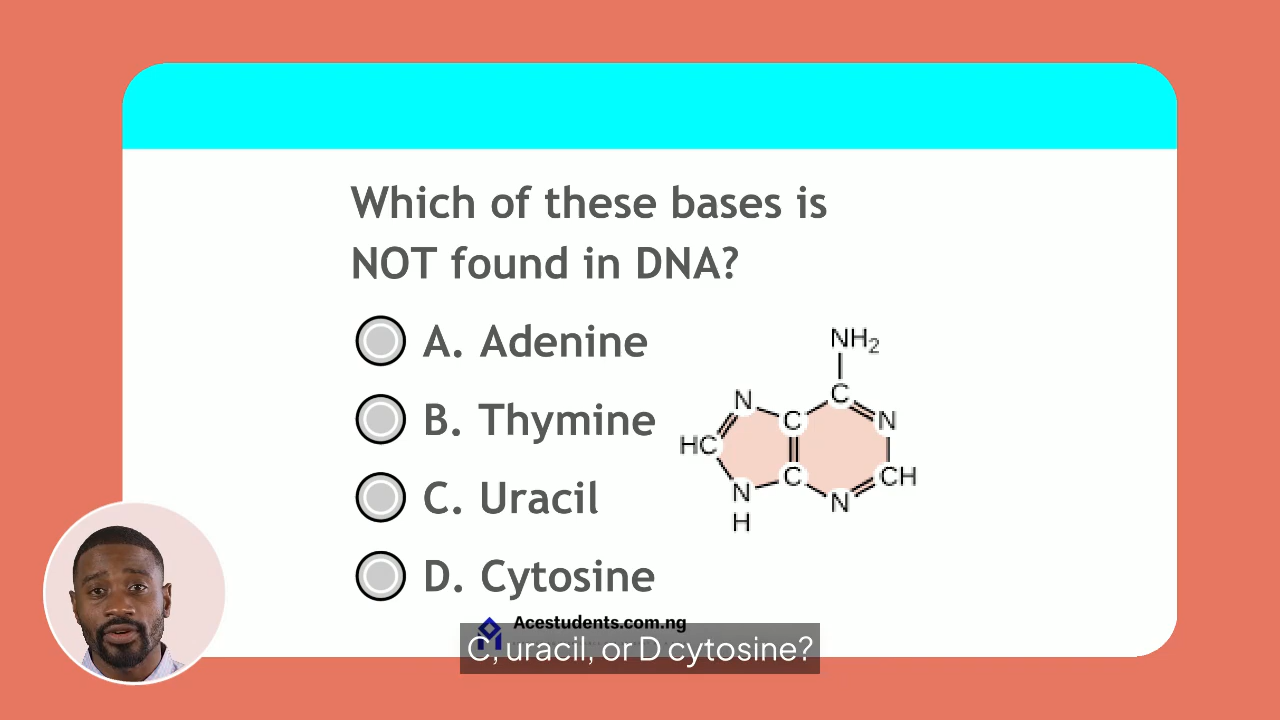 Which of these bases is
NOT found in DNA?
A. Adenine
B. Thymine
C. Uracil
D. Cytosine
NH2
C
N
N
C
HC
C
CH
N
N
H
Acestudents.com.ng
C, uracil, or D cytosine?